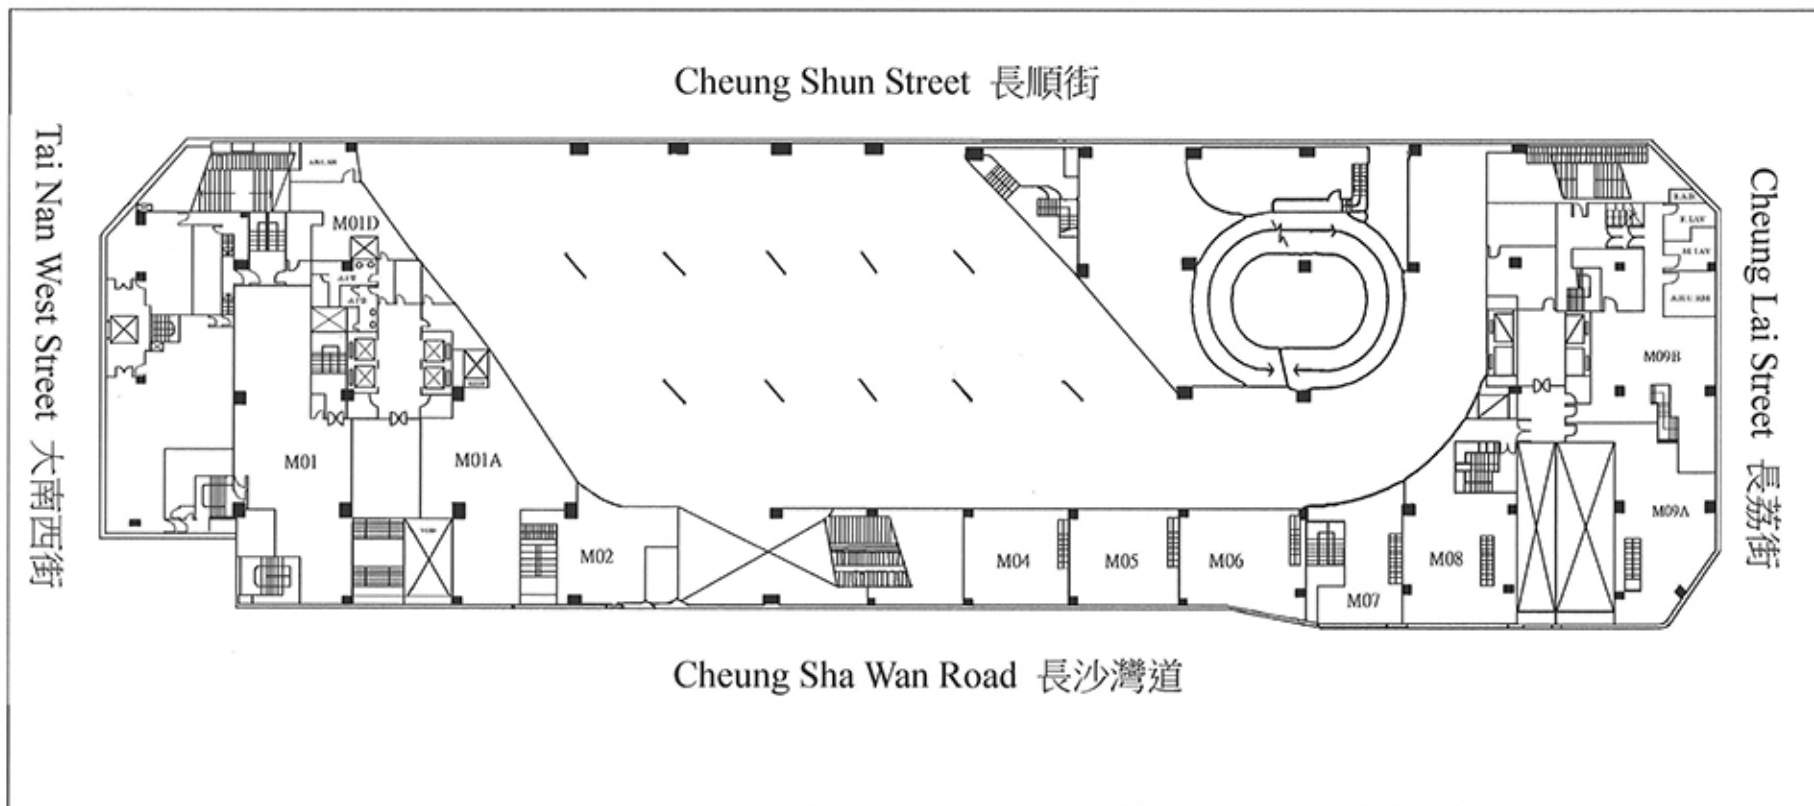 Cheung Shun Street 長順街
Tai Nan West Street 大南西街
Cheung Lai Street 長荔街
M01D
M09B
M01
M01A
M09A
M02
M04
M05
M06
M08
M07
F. LAV
M. LAV
Cheung Sha Wan Road 長沙灣道